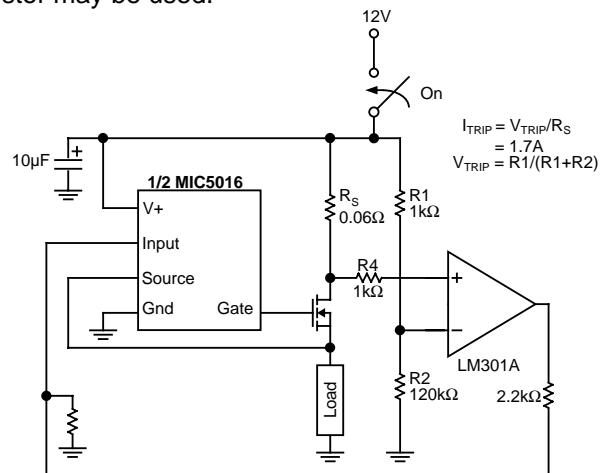 stor may be used.
12V
On
I_TRIP = V_TRIP/R_S
= 1.7A
V_TRIP = R1/(R1+R2)
10µF
+
1/2 MIC5016
V+
Input
Source
Gnd
Gate
R_S
0.06Ω
R1
1kΩ
R4
1kΩ
+
−
LM301A
R2
120kΩ
2.2kΩ
Load